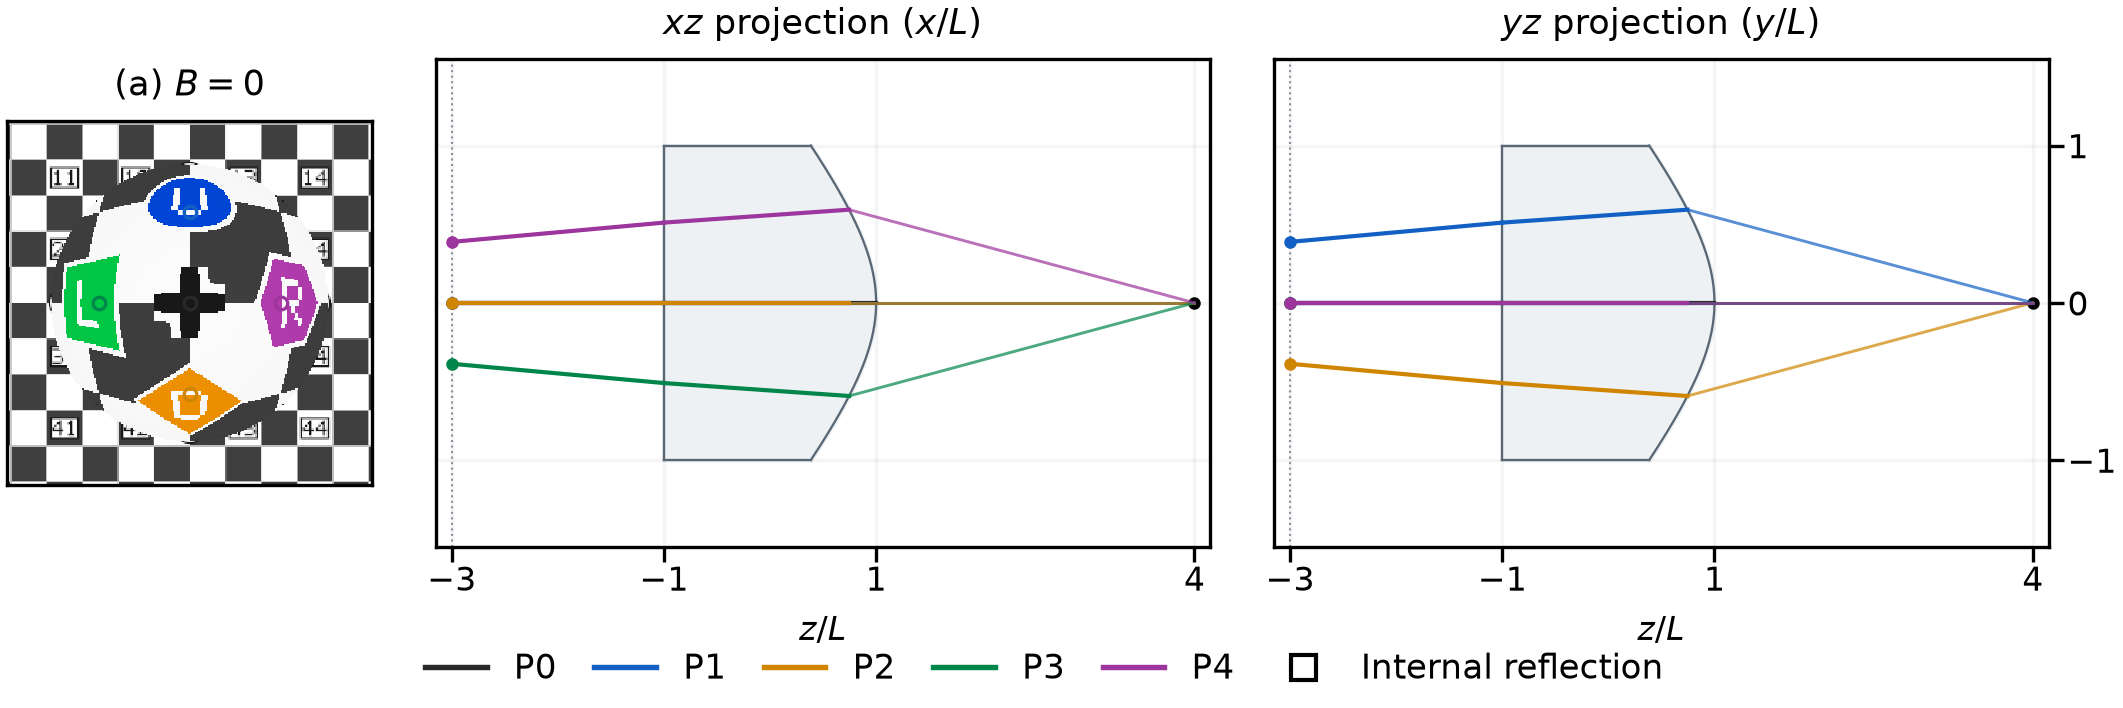 xz projection (x/L)
yz projection (y/L)
(a) B = 0
11
14
41
44
U
L
R
D
1
0
−1
−3
−1
1
4
−3
−1
1
4
z/L
z/L
P0
P1
P2
P3
P4
Internal reflection